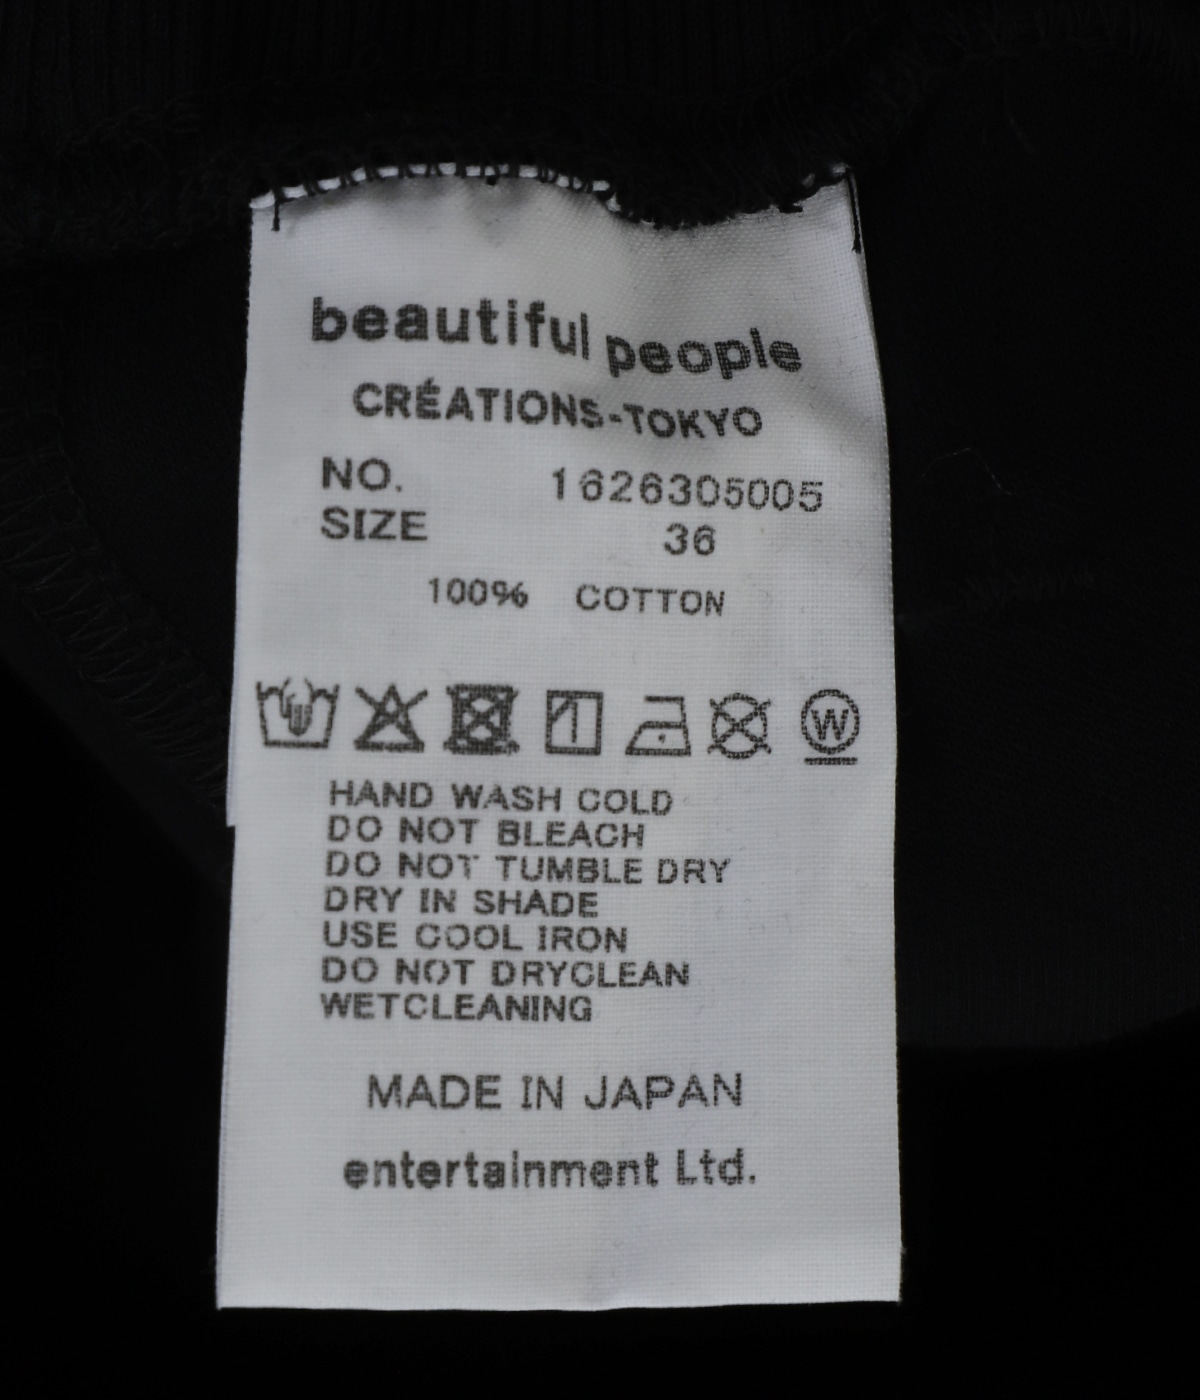 beautiful people
CRÉATIONS-TOKYO
NO. 1626305005
SIZE 36
100% COTTON
W
HAND WASH COLD
DO NOT BLEACH
DO NOT TUMBLE DRY
DRY IN SHADE
USE COOL IRON
DO NOT DRYCLEAN
WETCLEANING
MADE IN JAPAN
entertainment Ltd.